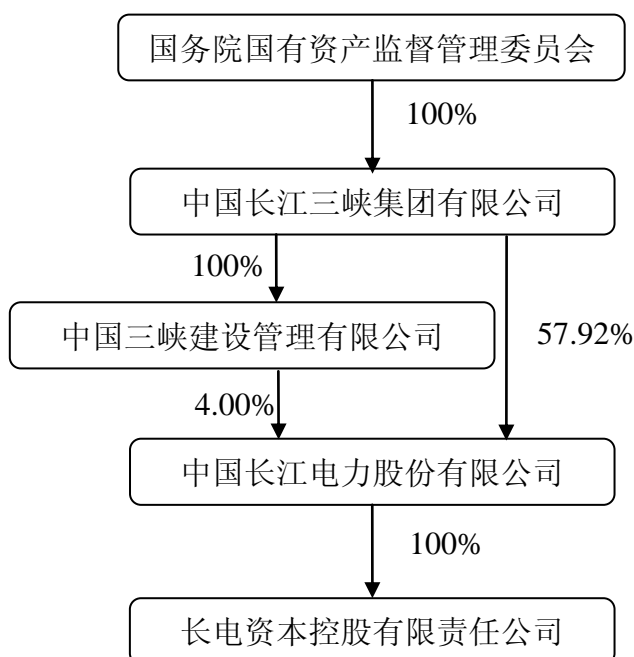 国务院国有资产监督管理委员会
100%
中国长江三峡集团有限公司
100%
中国三峡建设管理有限公司
57.92%
4.00%
中国长江电力股份有限公司
100%
长电资本控股有限责任公司